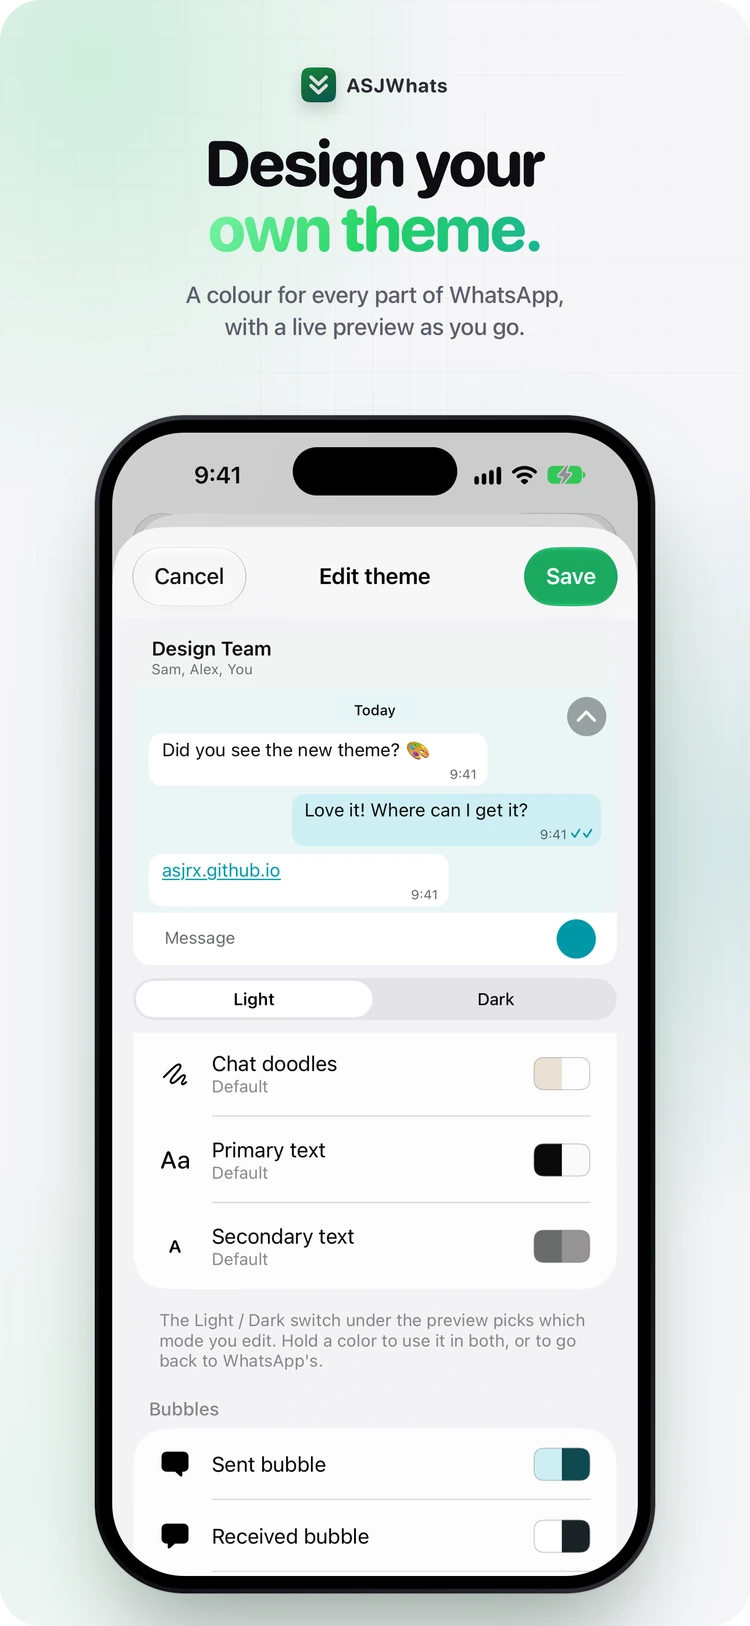 ASJWhats
Design your
own theme.
A colour for every part of WhatsApp,
with a live preview as you go.
9:41
Cancel
Edit theme
Save
Design Team
Sam, Alex, You
Today
Did you see the new theme? 🎨
9:41
Love it! Where can I get it?
9:41
asjrx.github.io
9:41
Message
Light
Dark
Chat doodles
Default
Aa
Primary text
Default
A
Secondary text
Default
The Light / Dark switch under the preview picks which
mode you edit. Hold a color to use it in both, or to go
back to WhatsApp's.
Bubbles
Sent bubble
Received bubble